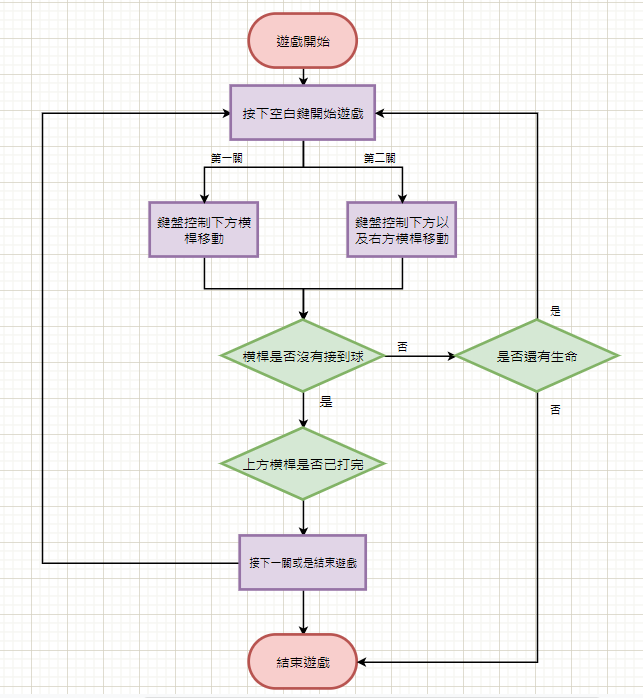 遊戲開始
按下空白鍵開始遊戲
第一關
第二關
鍵盤控制下方橫
桿移動
鍵盤控制下方以
及右方橫桿移動
橫桿是否沒有接到球
否
是否還有生命
是
否
是
上方橫桿是否已打完
接下一關或是結束遊戲
結束遊戲